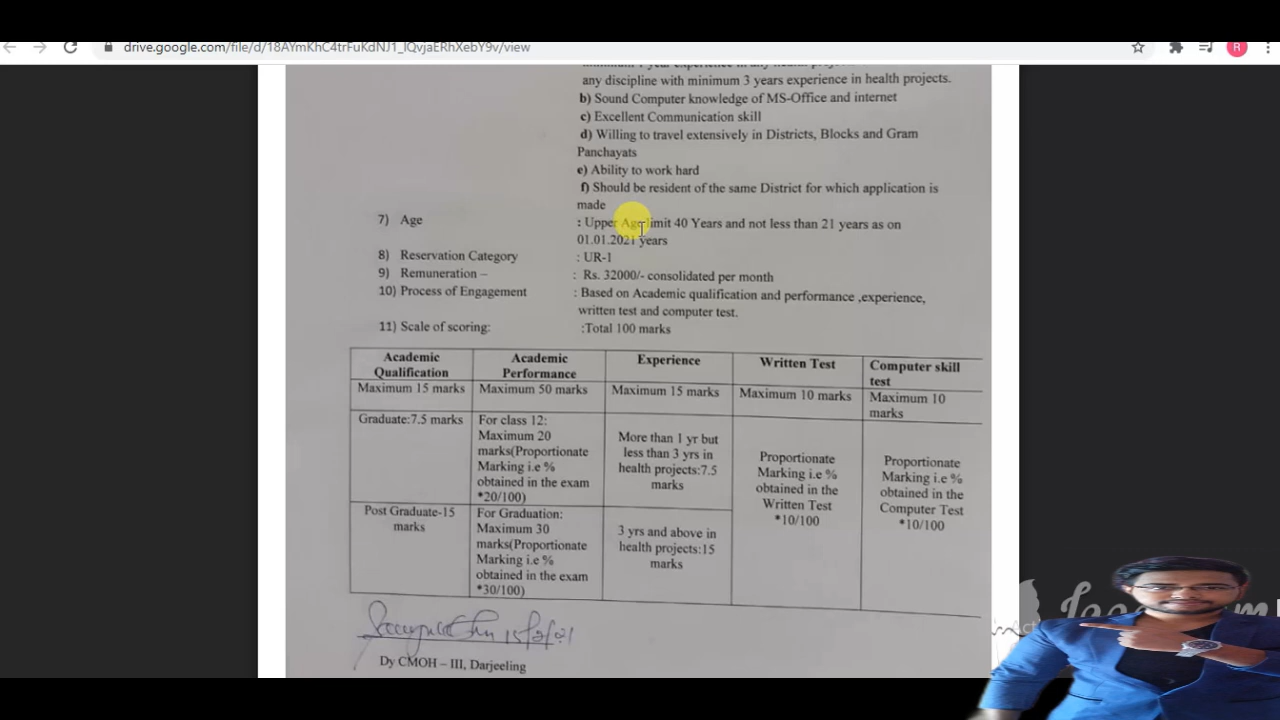 drive.google.com/file/d/18AYmKhC4trFuKdNJ1_IQvjaERhXebY9v/view
R
any discipline with minimum 3 years experience in health projects.
b) Sound Computer knowledge of MS-Office and internet
c) Excellent Communication skill
d) Willing to travel extensively in Districts, Blocks and Gram
Panchayats
e) Ability to work hard
f) Should be resident of the same District for which application is
made
7) Age : Upper Age limit 40 Years and not less than 21 years as on
01.01.2021 years
8) Reservation Category : UR-1
9) Remuneration – : Rs. 32000/- consolidated per month
10) Process of Engagement : Based on Academic qualification and performance ,experience,
written test and computer test.
11) Scale of scoring: :Total 100 marks
Academic
Qualification
Academic
Performance
Experience
Written Test
Computer skill
test
Maximum 15 marks
Maximum 50 marks
Maximum 15 marks
Maximum 10 marks
Maximum 10
marks
Graduate:7.5 marks
For class 12:
Maximum 20
marks(Proportionate
Marking i.e %
obtained in the exam
*20/100)
More than 1 yr but
less than 3 yrs in
health projects:7.5
marks
Proportionate
Marking i.e %
obtained in the
Written Test
*10/100
Proportionate
Marking i.e %
obtained in the
Computer Test
*10/100
Post Graduate-15
marks
For Graduation:
Maximum 30
marks(Proportionate
Marking i.e %
obtained in the exam
*30/100)
3 yrs and above in
health projects:15
marks
Dy CMOH – III, Darjeeling